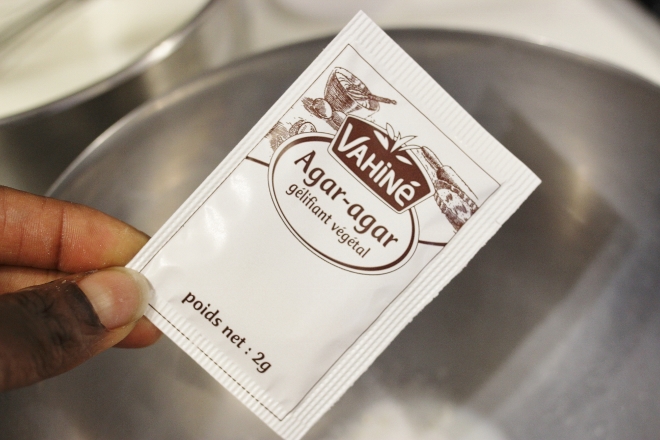 VAHINÉ
Agar-agar
gélifiant végétal
poids net : 2g